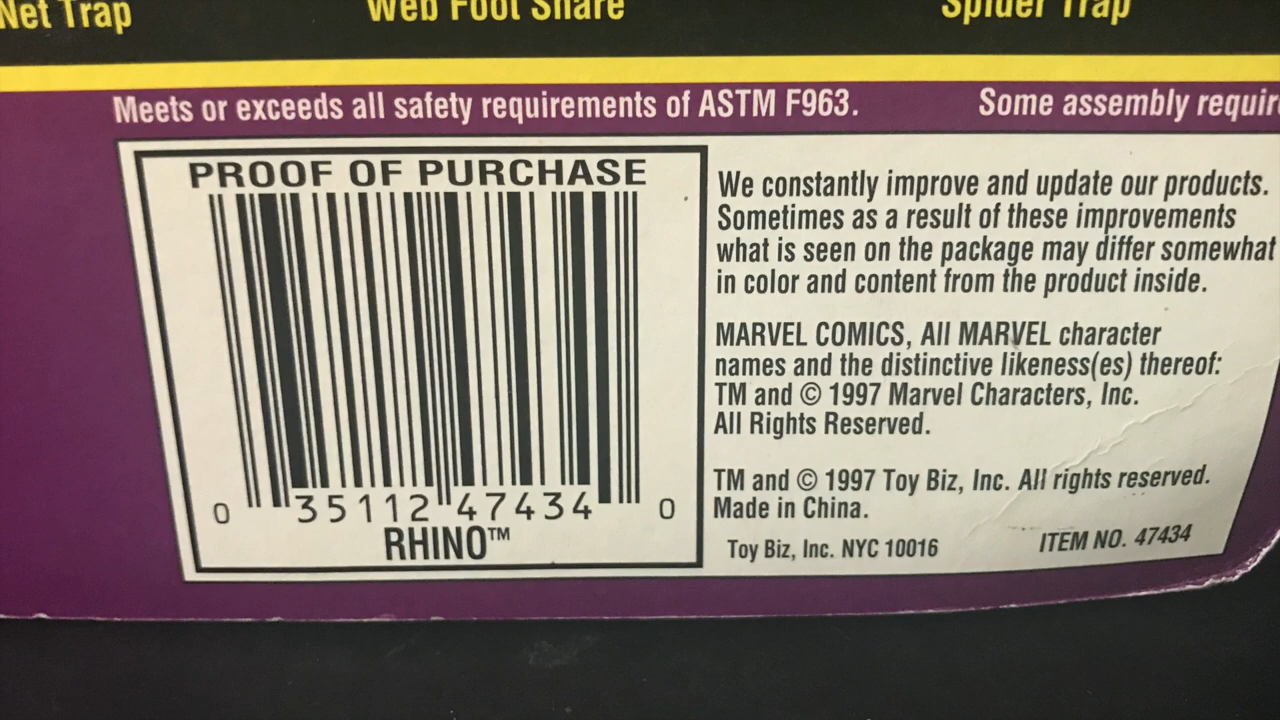 Net Trap
Web Foot Snare
Spider Trap
Meets or exceeds all safety requirements of ASTM F963.
Some assembly requir
PROOF OF PURCHASE
0 35112 47434 0
RHINO™
We constantly improve and update our products.
Sometimes as a result of these improvements
what is seen on the package may differ somewhat
in color and content from the product inside.
MARVEL COMICS, All MARVEL character
names and the distinctive likeness(es) thereof:
TM and © 1997 Marvel Characters, Inc.
All Rights Reserved.
TM and © 1997 Toy Biz, Inc. All rights reserved.
Made in China.
Toy Biz, Inc. NYC 10016
ITEM NO. 47434